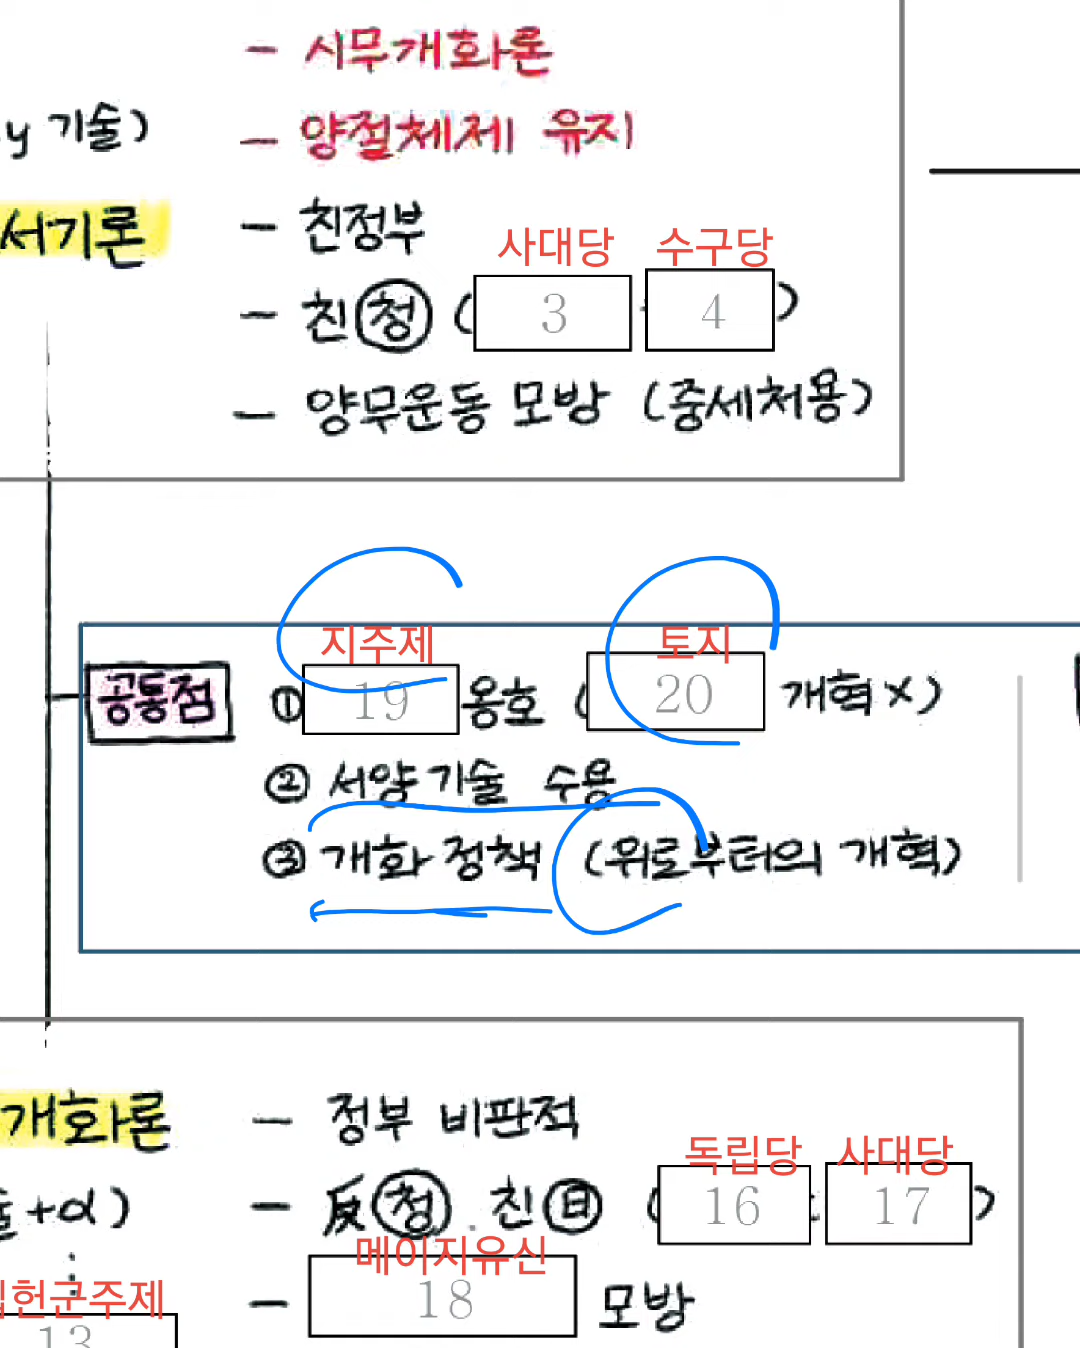 - 시무개화론
y 기술)
- 양절체제 유지
서기론
- 친정부
사대당 수구당
- 친(청) ( 3 · 4 )
- 양무운동 모방 (중세처용)
지주제 토지
공통점 ① 19 옹호 ( 20 개혁 X)
② 서양 기술 수용
③ 개화 정책 (위로부터의 개혁)
개화론 - 정부 비판적
독립당 사대당
+α) - 反(청). 친(日) ( 16 : 17 )
메이지유신
헌군주제 - 18 모방
13